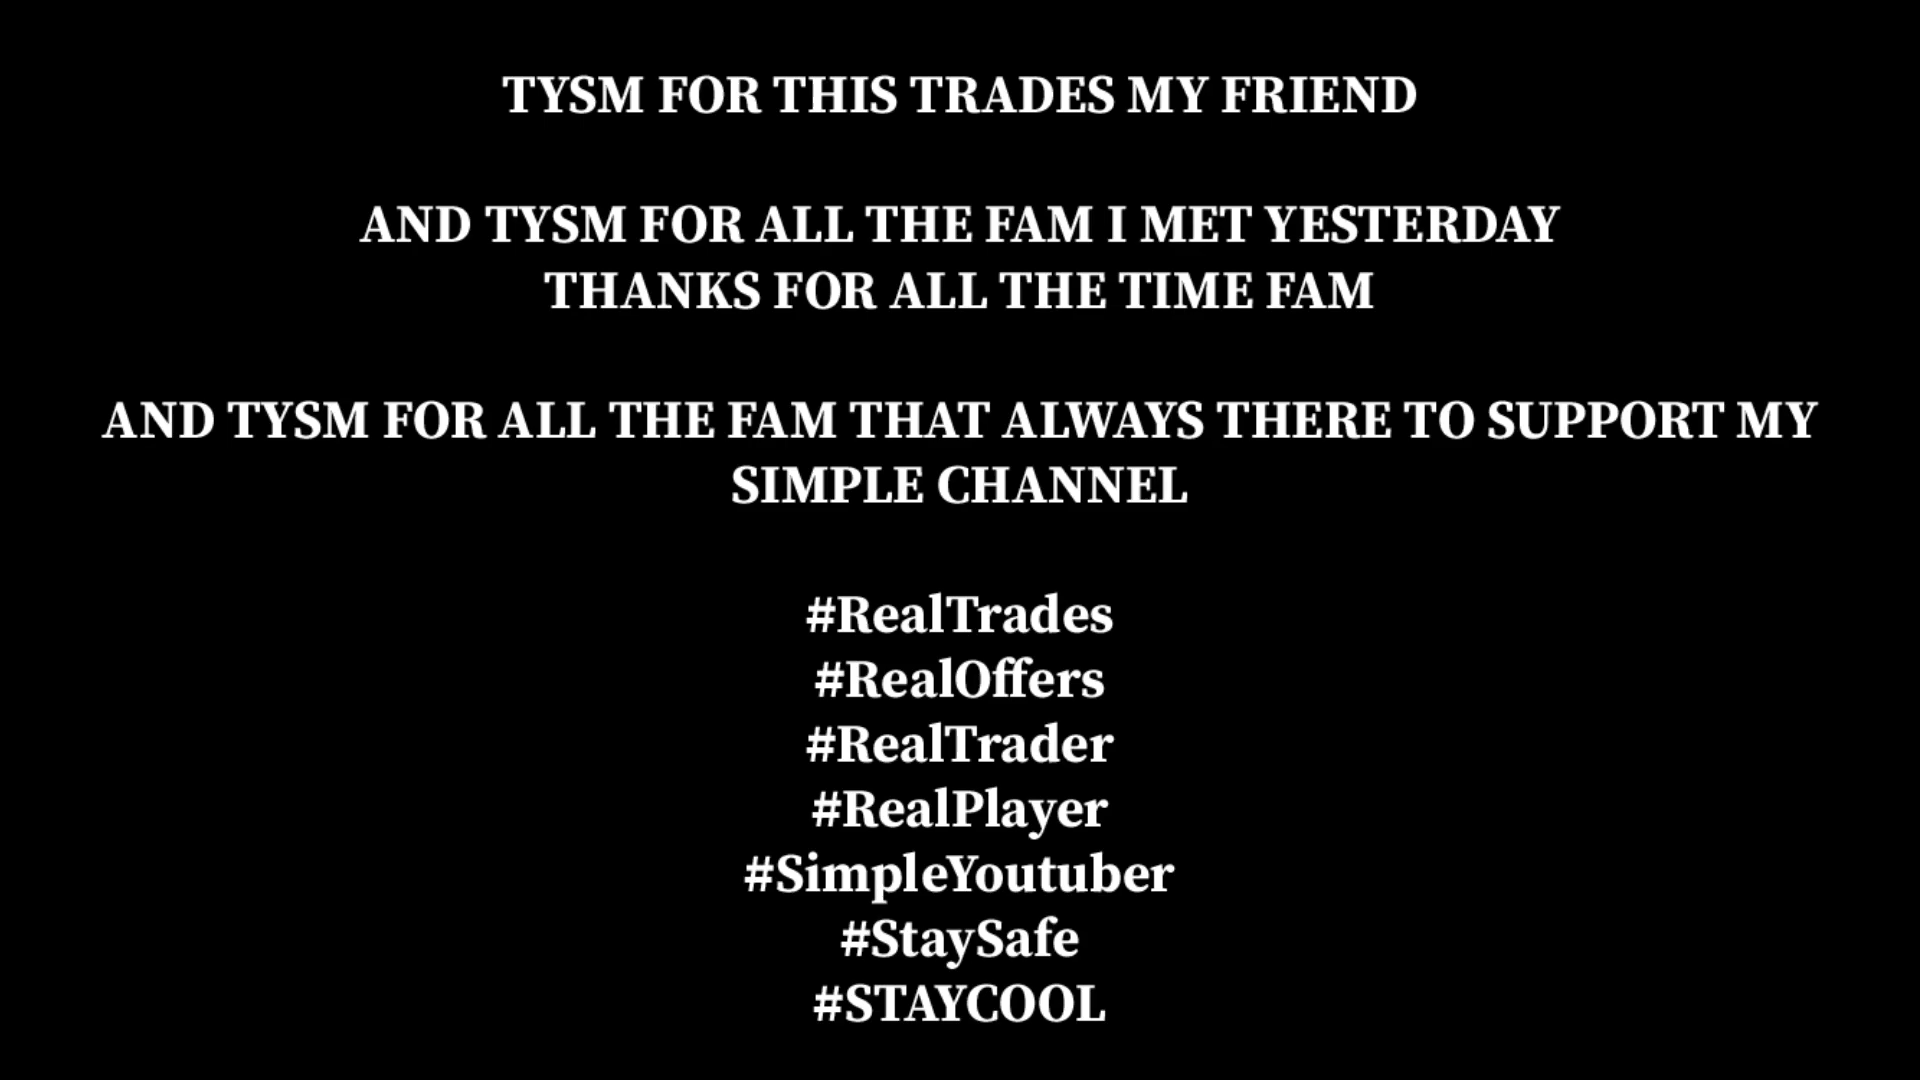 TYSM FOR THIS TRADES MY FRIEND
AND TYSM FOR ALL THE FAM I MET YESTERDAY
THANKS FOR ALL THE TIME FAM
AND TYSM FOR ALL THE FAM THAT ALWAYS THERE TO SUPPORT MY
SIMPLE CHANNEL
#RealTrades
#RealOffers
#RealTrader
#RealPlayer
#SimpleYoutuber
#StaySafe
#STAYCOOL